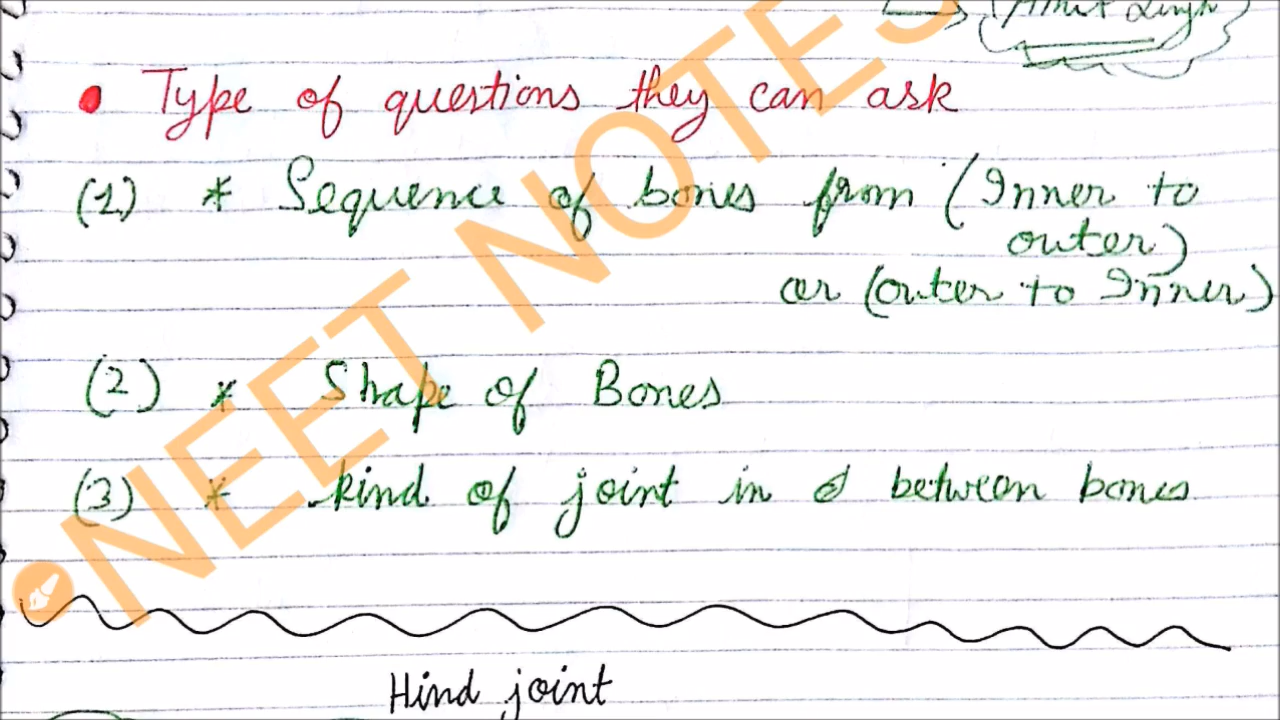 • Type of questions they can ask
(1) * Sequence of bones from (Inner to
outer)
or (outer to Inner)
(2) * Shape of Bones
(3) * kind of joint in between bones
Hind joint
NEET NOTES